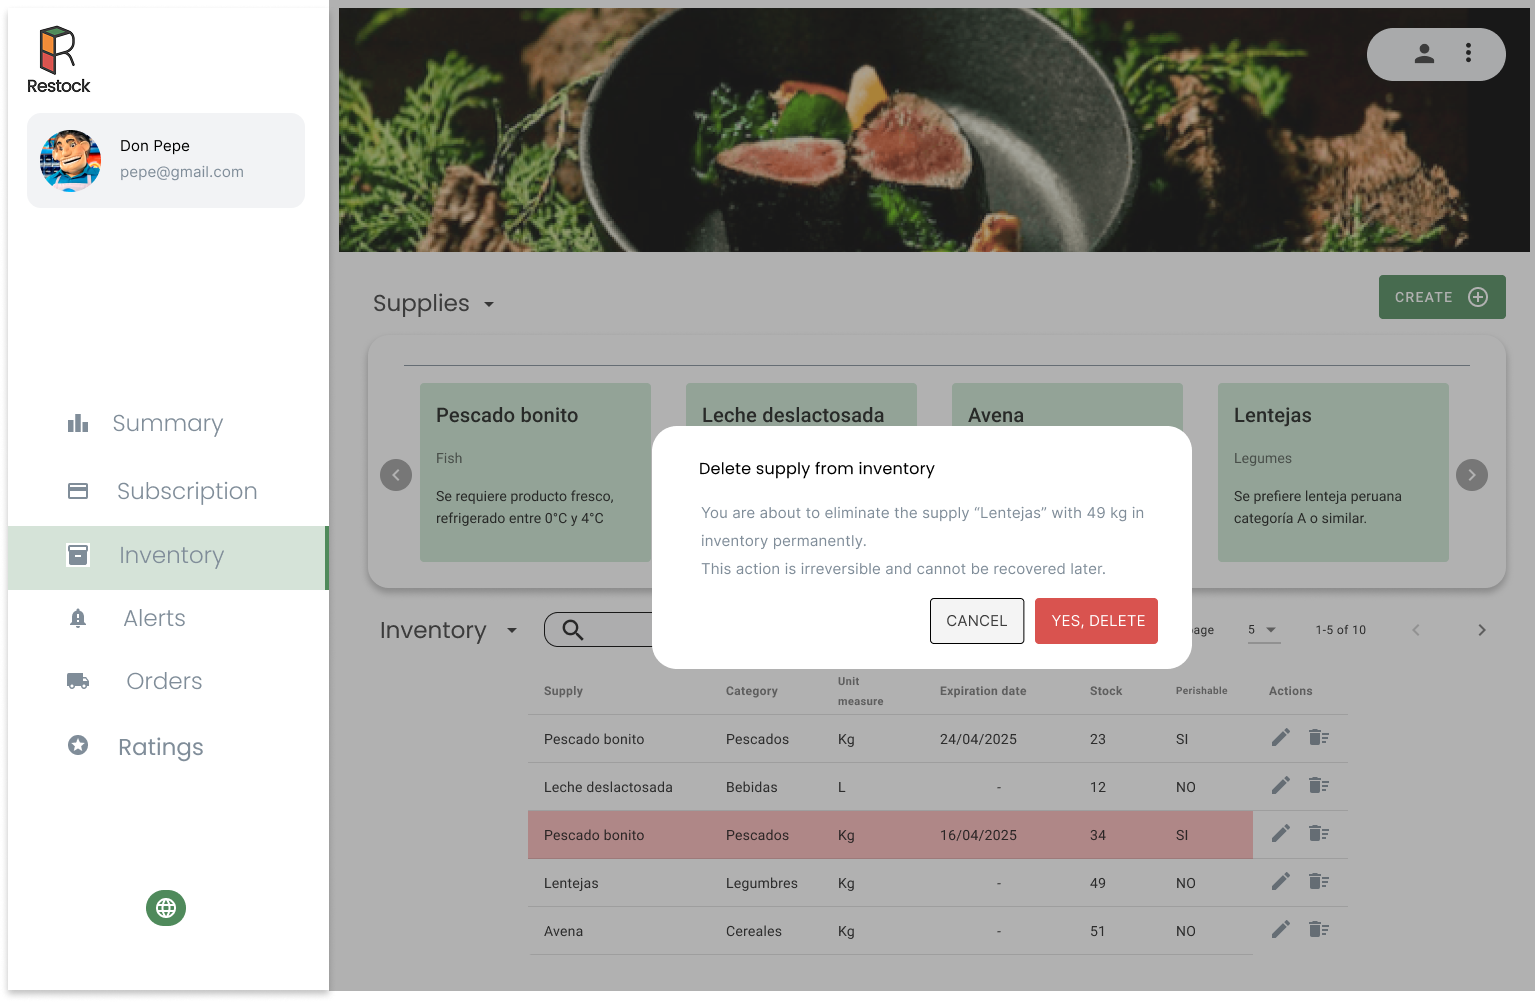 Restock
Don Pepe
pepe@gmail.com
Summary
Subscription
Inventory
Alerts
Orders
Ratings
Supplies
CREATE
Pescado bonito
Fish
Se requiere producto fresco,
refrigerado entre 0°C y 4°C
Leche deslactosada
Avena
Lentejas
Legumes
Se prefiere lenteja peruana
categoría A o similar.
Delete supply from inventory
You are about to eliminate the supply “Lentejas” with 49 kg in
inventory permanently.
This action is irreversible and cannot be recovered later.
CANCEL
YES, DELETE
Inventory
5
1-5 of 10
Supply Category Unit measure Expiration date Stock Perishable Actions
Pescado bonito Pescados Kg 24/04/2025 23 SI
Leche deslactosada Bebidas L - 12 NO
Pescado bonito Pescados Kg 16/04/2025 34 SI
Lentejas Legumbres Kg - 49 NO
Avena Cereales Kg - 51 NO